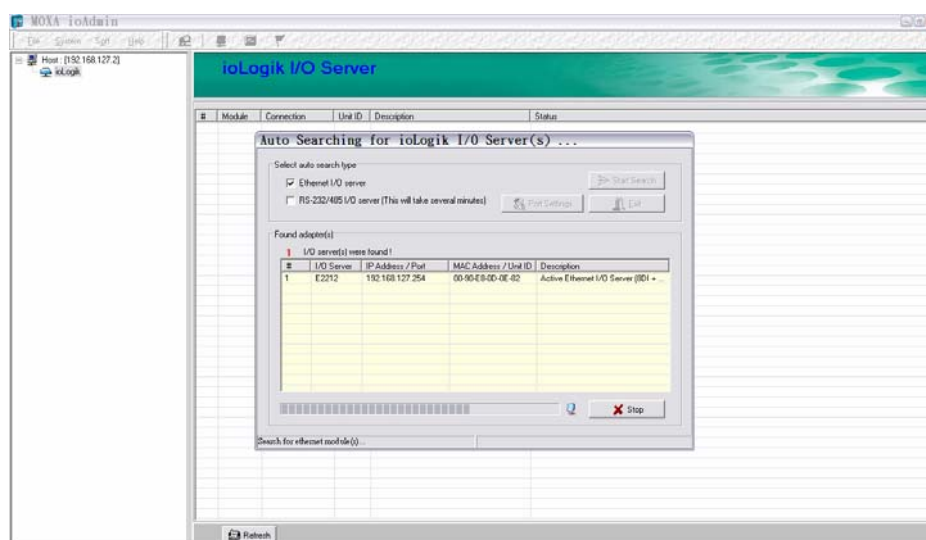 MOXA ioAdmin
File System Sort Help
Host : [192.168.127.2]
ioLogik
ioLogik I/O Server
# Module Connection Unit ID Description Status
Auto Searching for ioLogik I/O Server(s) ...
Select auto search type
Ethernet I/O server
Start Search
RS-232/485 I/O server (This will take several minutes)
Port Settings
Exit
Found adapter(s)
1 I/O server(s) were found !
# I/O Server IP Address / Port MAC Address / Unit ID Description
1 E2212 192.168.127.254 00-90-E8-0D-0E-82 Active Ethernet I/O Server (8DI + ...
Stop
Search for ethernet module(s)...
Refresh